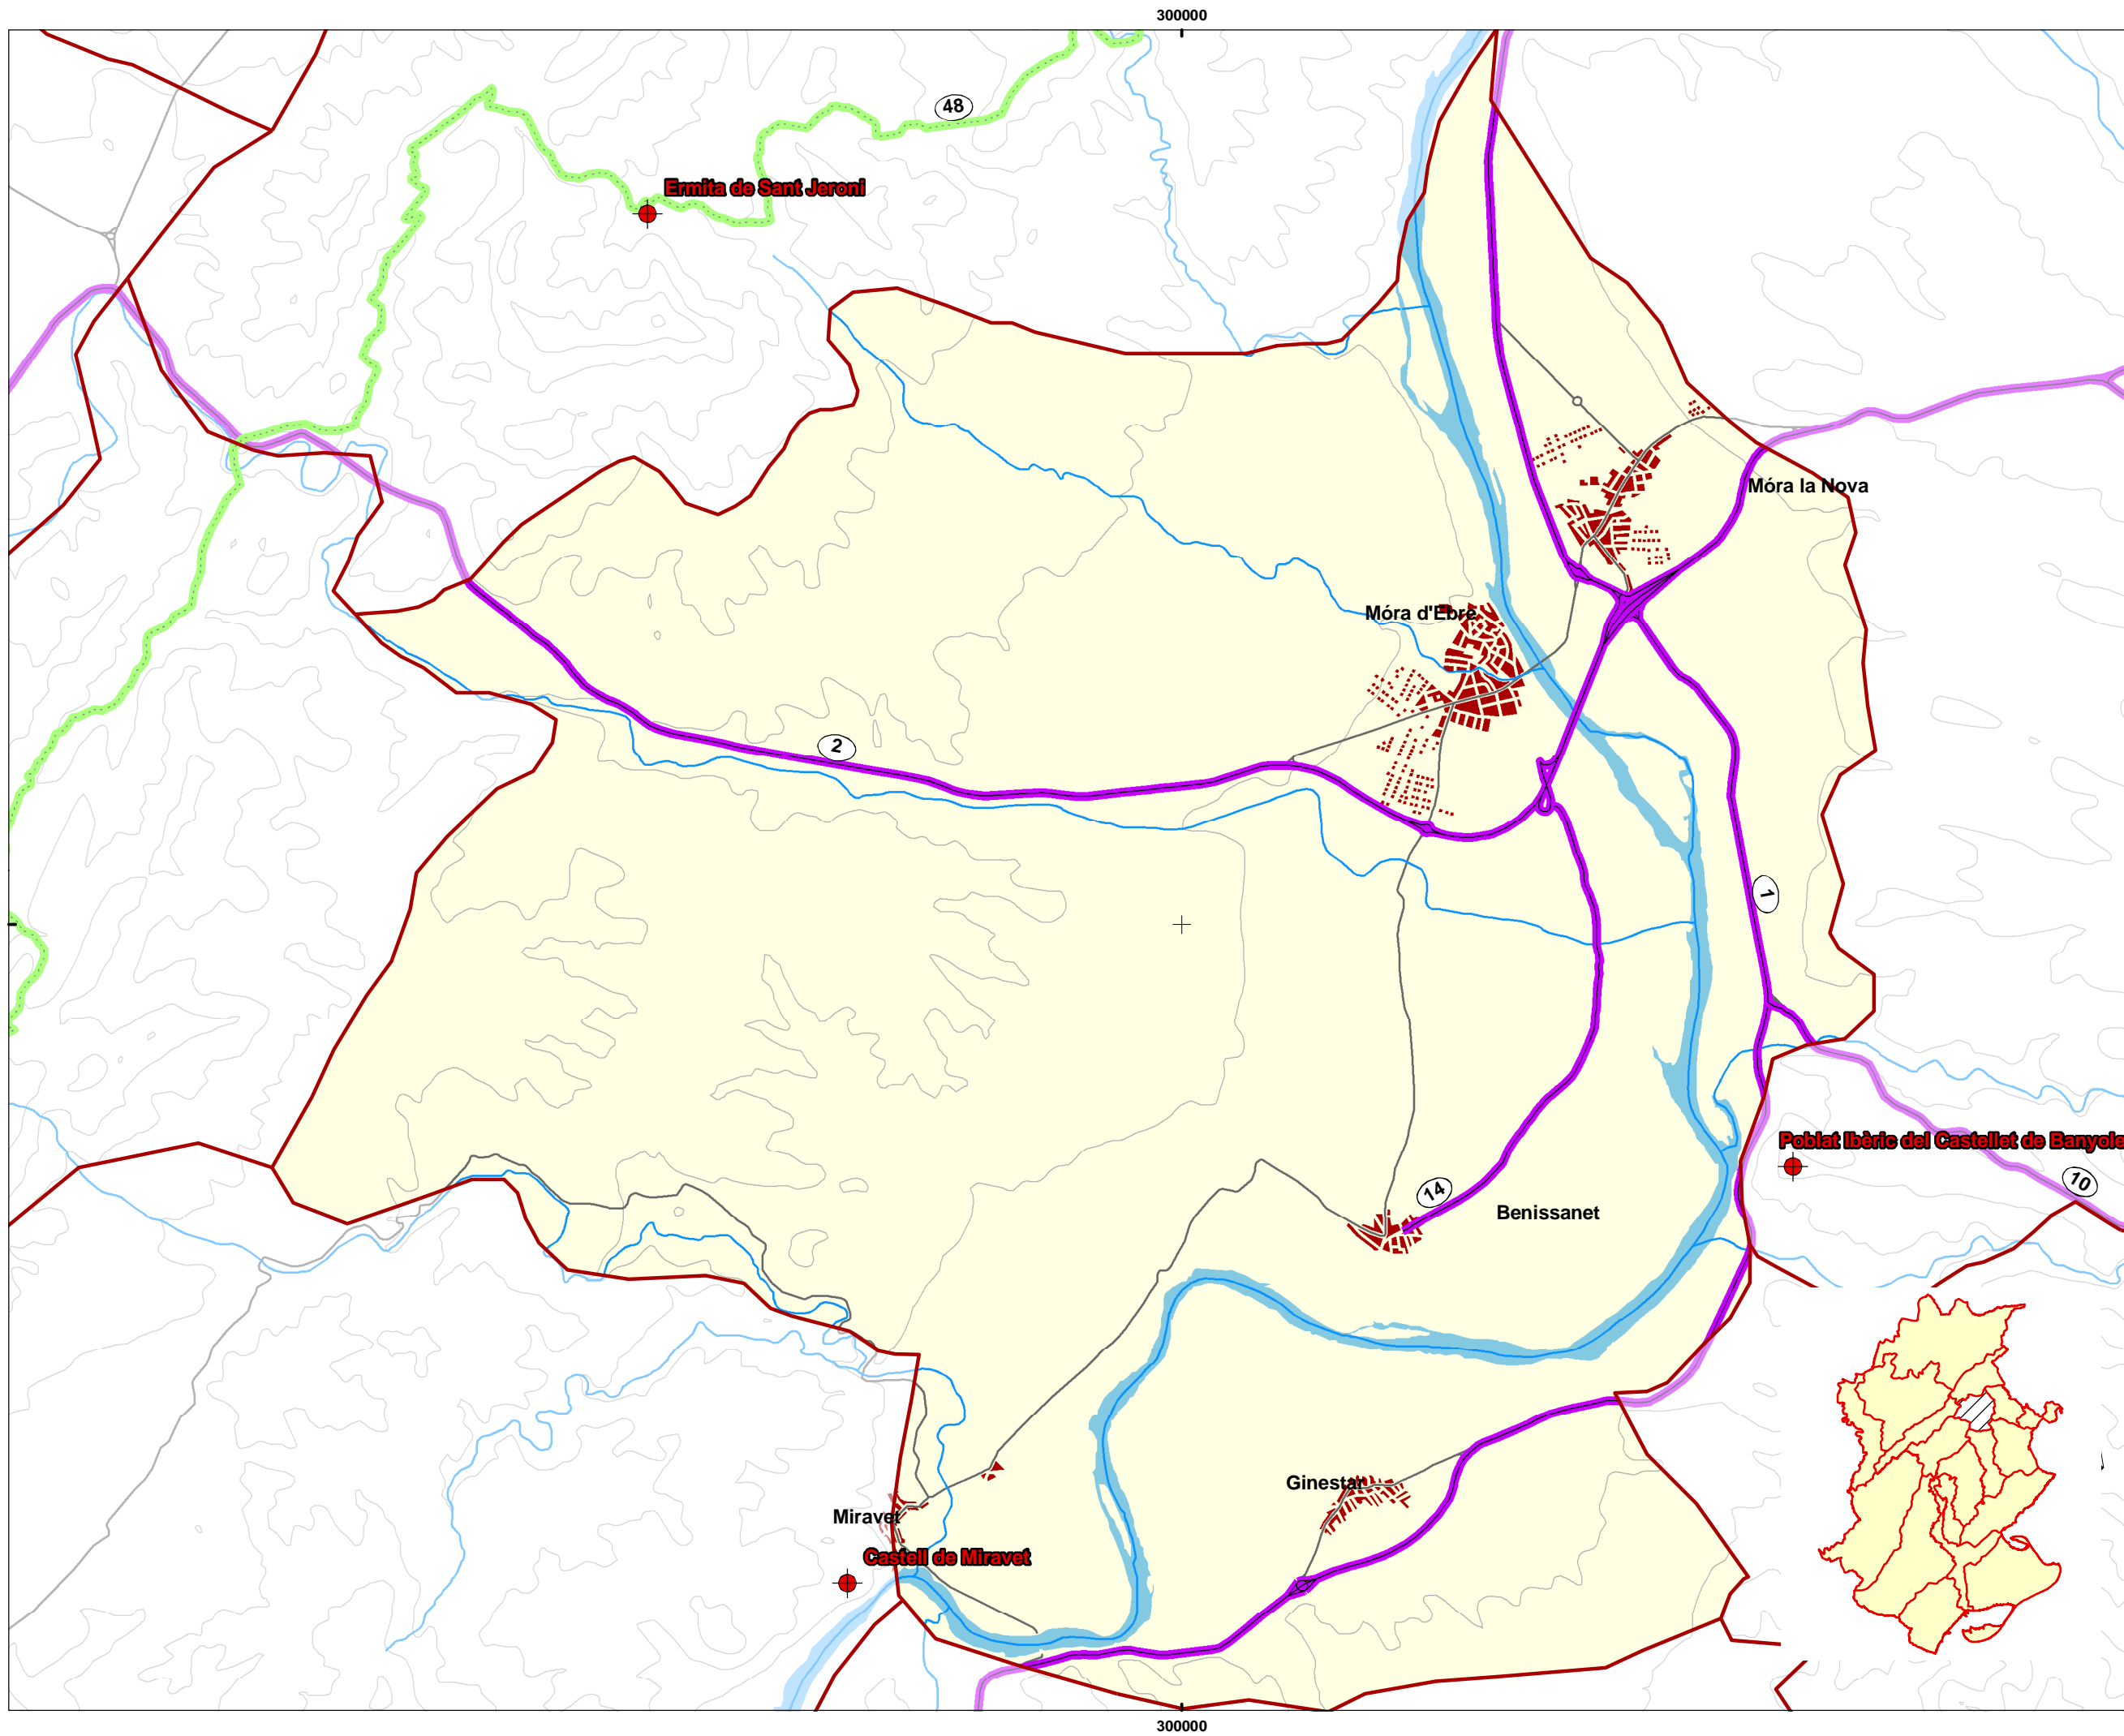 300000
48
Ermita de Sant Jeroni
Móra la Nova
Móra d'Ebre
2
1
Poblat Ibèric del Castellet de Banyole
10
14
Benissanet
Ginestar
Miravet
Castell de Miravet
300000